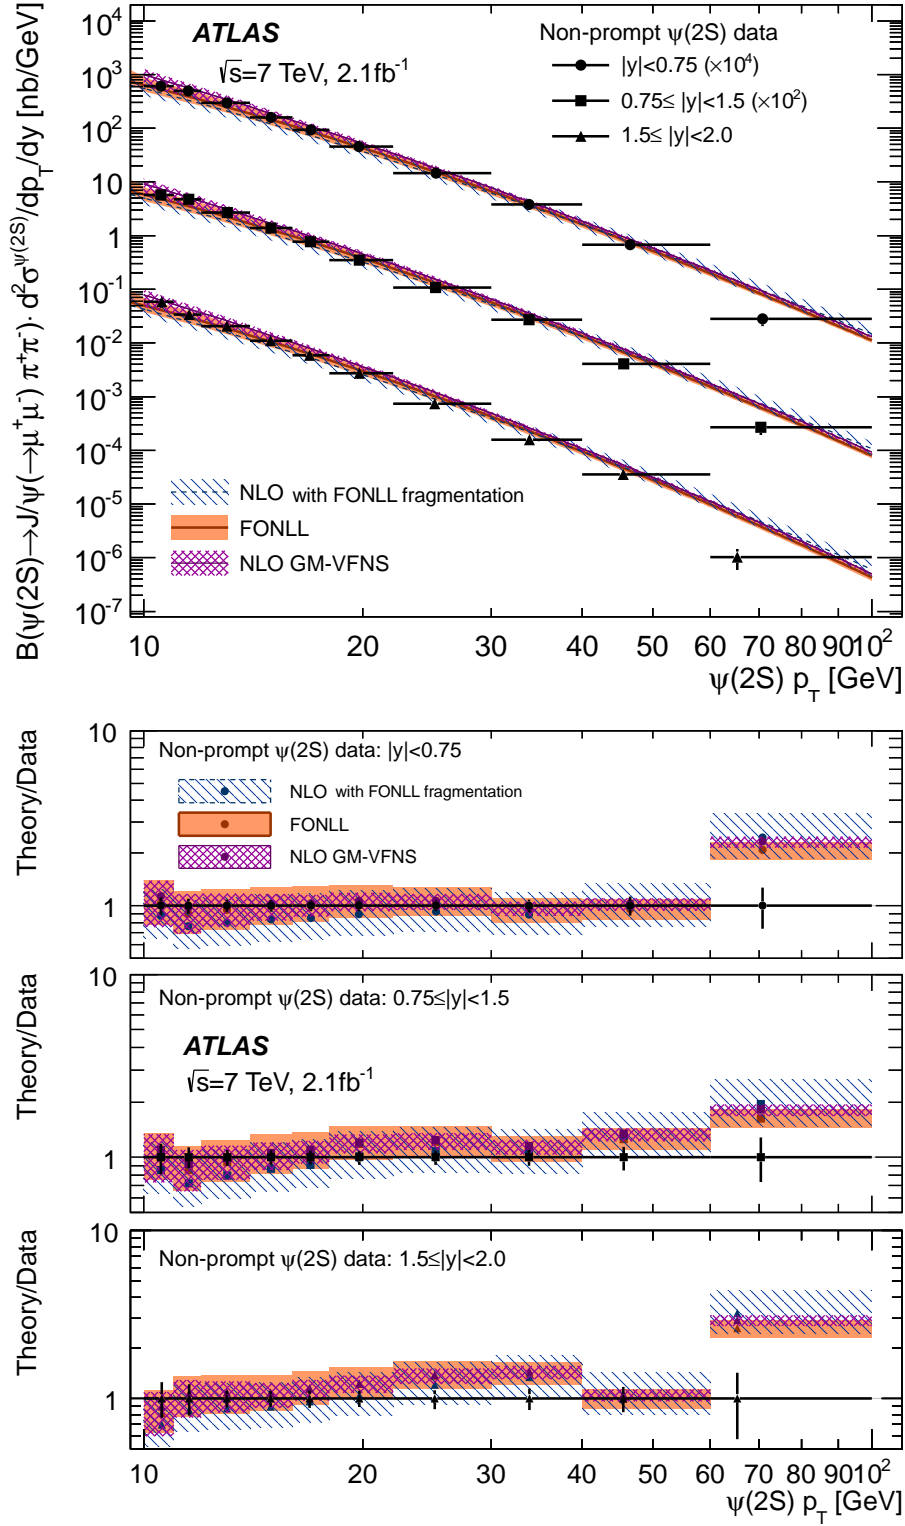 B(ψ(2S)→J/ψ(→μ⁺μ⁻) π⁺π⁻)· d²σ^ψ(2S)/dp_T/dy [nb/GeV]
10⁴
10³
10²
10
1
10⁻¹
10⁻²
10⁻³
10⁻⁴
10⁻⁵
10⁻⁶
10⁻⁷
ATLAS
√s=7 TeV, 2.1fb⁻¹
Non-prompt ψ(2S) data
|y|<0.75 (×10⁴)
0.75≤ |y|<1.5 (×10²)
1.5≤ |y|<2.0
NLO with FONLL fragmentation
FONLL
NLO GM-VFNS
10 20 30 40 50 60 70 80 90 10²
ψ(2S) p_T [GeV]
Theory/Data
10
1
Non-prompt ψ(2S) data: |y|<0.75
NLO with FONLL fragmentation
FONLL
NLO GM-VFNS
Theory/Data
10
1
Non-prompt ψ(2S) data: 0.75≤|y|<1.5
ATLAS
√s=7 TeV, 2.1fb⁻¹
Theory/Data
10
1
Non-prompt ψ(2S) data: 1.5≤|y|<2.0
10 20 30 40 50 60 70 80 90 10²
ψ(2S) p_T [GeV]